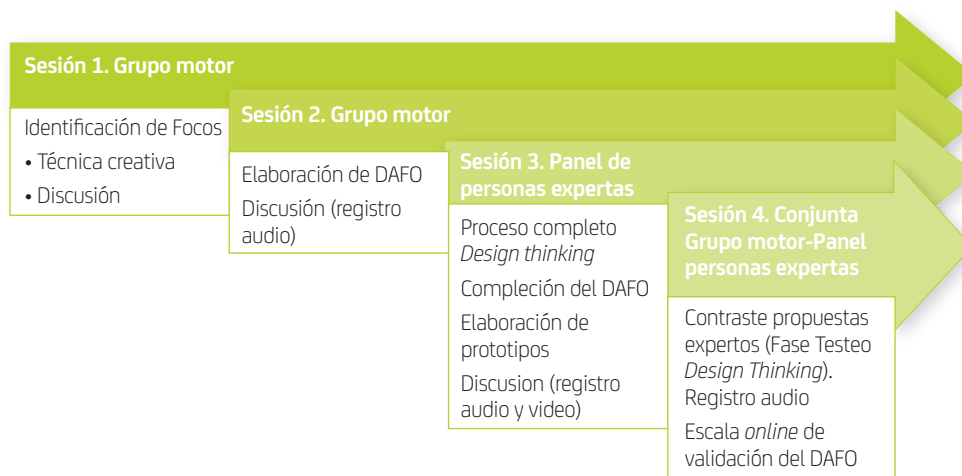 Sesión 1. Grupo motor
Identificación de Focos
• Técnica creativa
• Discusión
Sesión 2. Grupo motor
Elaboración de DAFO
Discusión (registro
audio)
Sesión 3. Panel de
personas expertas
Proceso completo
Design thinking
Compleción del DAFO
Elaboración de
prototipos
Discusion (registro
audio y video)
Sesión 4. Conjunta
Grupo motor-Panel
personas expertas
Contraste propuestas
expertos (Fase Testeo
Design Thinking).
Registro audio
Escala online de
validación del DAFO